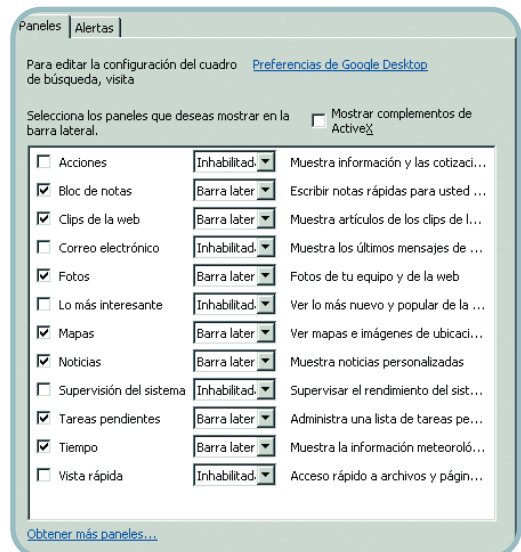 Paneles Alertas
Para editar la configuración del cuadro de búsqueda, visita Preferencias de Google Desktop
Selecciona los paneles que deseas mostrar en la barra lateral. Mostrar complementos de ActiveX
Acciones Inhabilitad. Muestra información y las cotizaci...
Bloc de notas Barra later Escribir notas rápidas para usted ...
Clips de la web Barra later Muestra artículos de los clips de l...
Correo electrónico Inhabilitad. Muestra los últimos mensajes de ...
Fotos Barra later Fotos de tu equipo y de la web
Lo más interesante Inhabilitad. Ver lo más nuevo y popular de la ...
Mapas Barra later Ver mapas e imágenes de ubicaci...
Noticias Barra later Muestra noticias personalizadas
Supervisión del sistema Inhabilitad. Supervisar el rendimiento del sist...
Tareas pendientes Barra later Administra una lista de tareas pe...
Tiempo Barra later Muestra la información meteoroló...
Vista rápida Inhabilitad. Acceso rápido a archivos y págin...
Obtener más paneles...